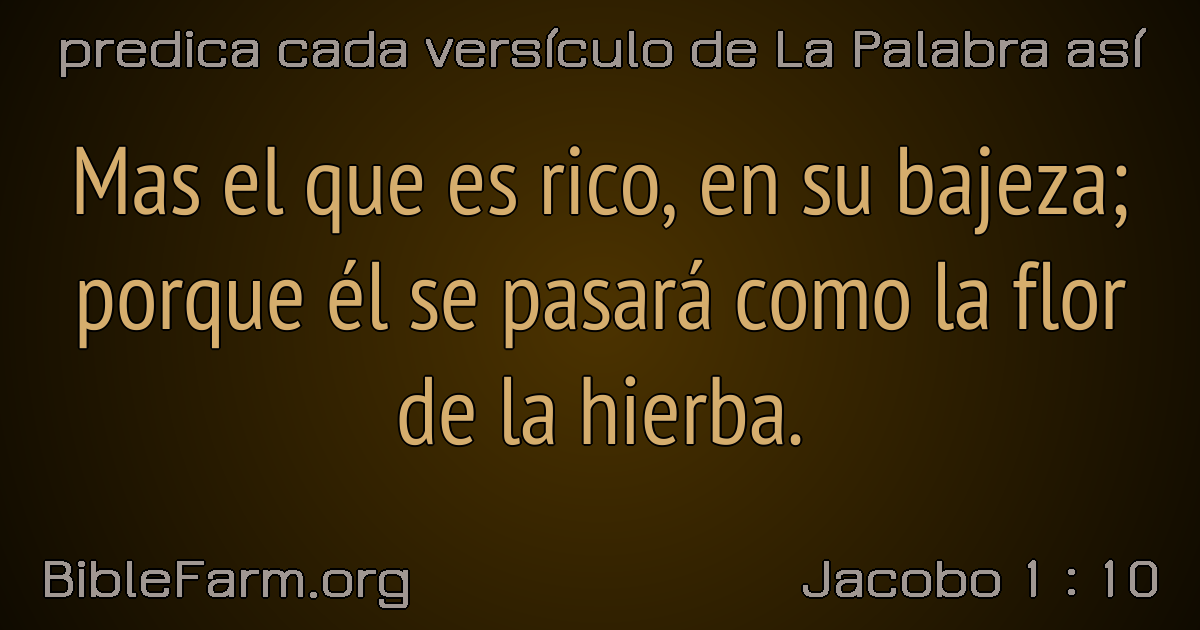 predica cada versículo de La Palabra así
Mas el que es rico, en su bajeza;
porque él se pasará como la flor
de la hierba.
BibleFarm.org
Jacobo 1 : 10